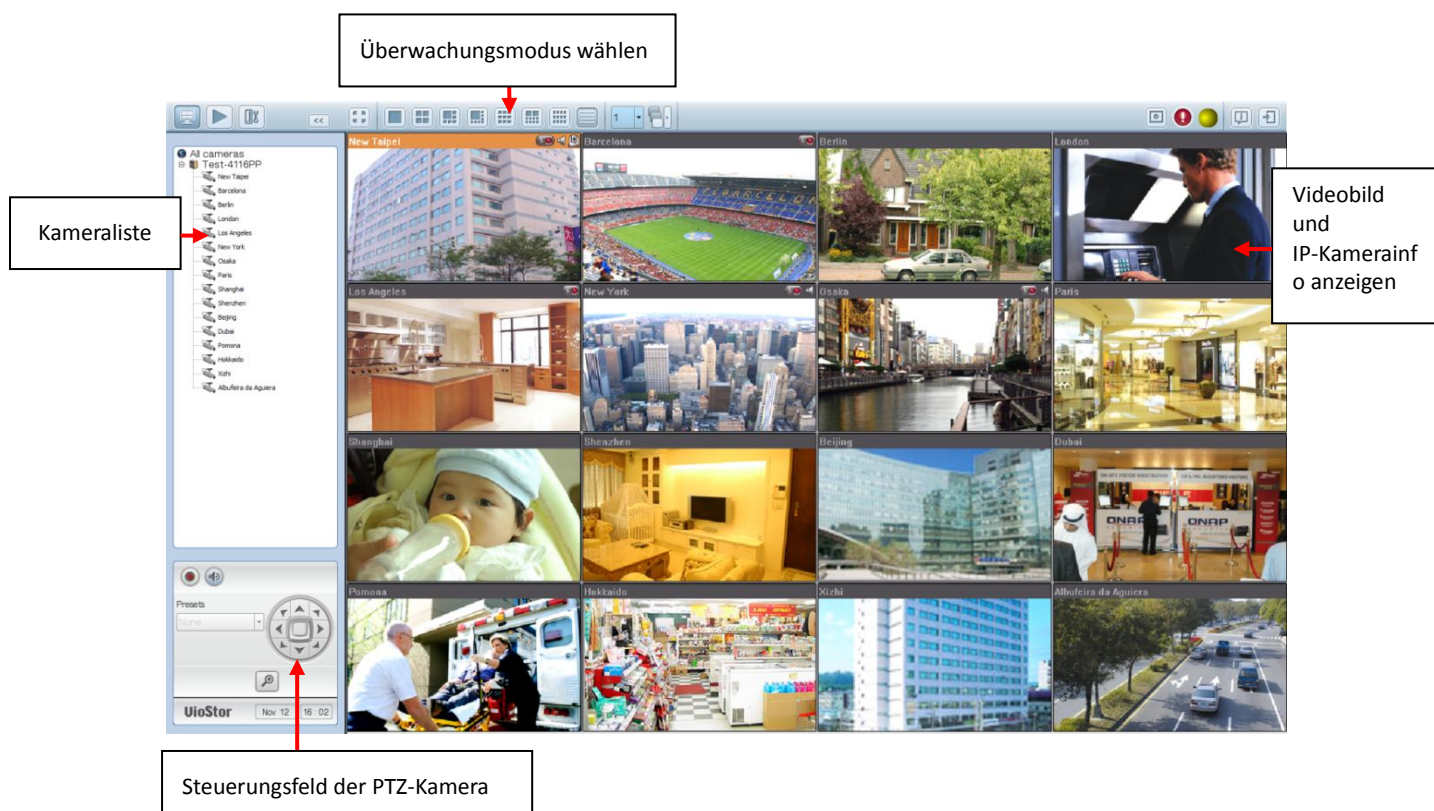 Überwachungsmodus wählen
<<
1
All cameras
Test-4116PP
New Taipei
Barcelona
Berlin
London
Los Angeles
New York
Osaka
Paris
Shanghai
Shenzhen
Beijing
Dubai
Pomona
Hokkaido
Xizhi
Albufeira da Aguiera
Kameraliste
New Taipei
Barcelona
Berlin
London
BARCELONA
Videobild
und
IP-Kamerainf
o anzeigen
Los Angeles
New York
Osaka
Paris
Shanghai
Shenzhen
Beijing
Dubai
QNAP
QNAP
Pomona
Hokkaido
Xizhi
Albufeira da Aguiera
Presets
None
VioStor
Nov 12
16 02
Steuerungsfeld der PTZ-Kamera